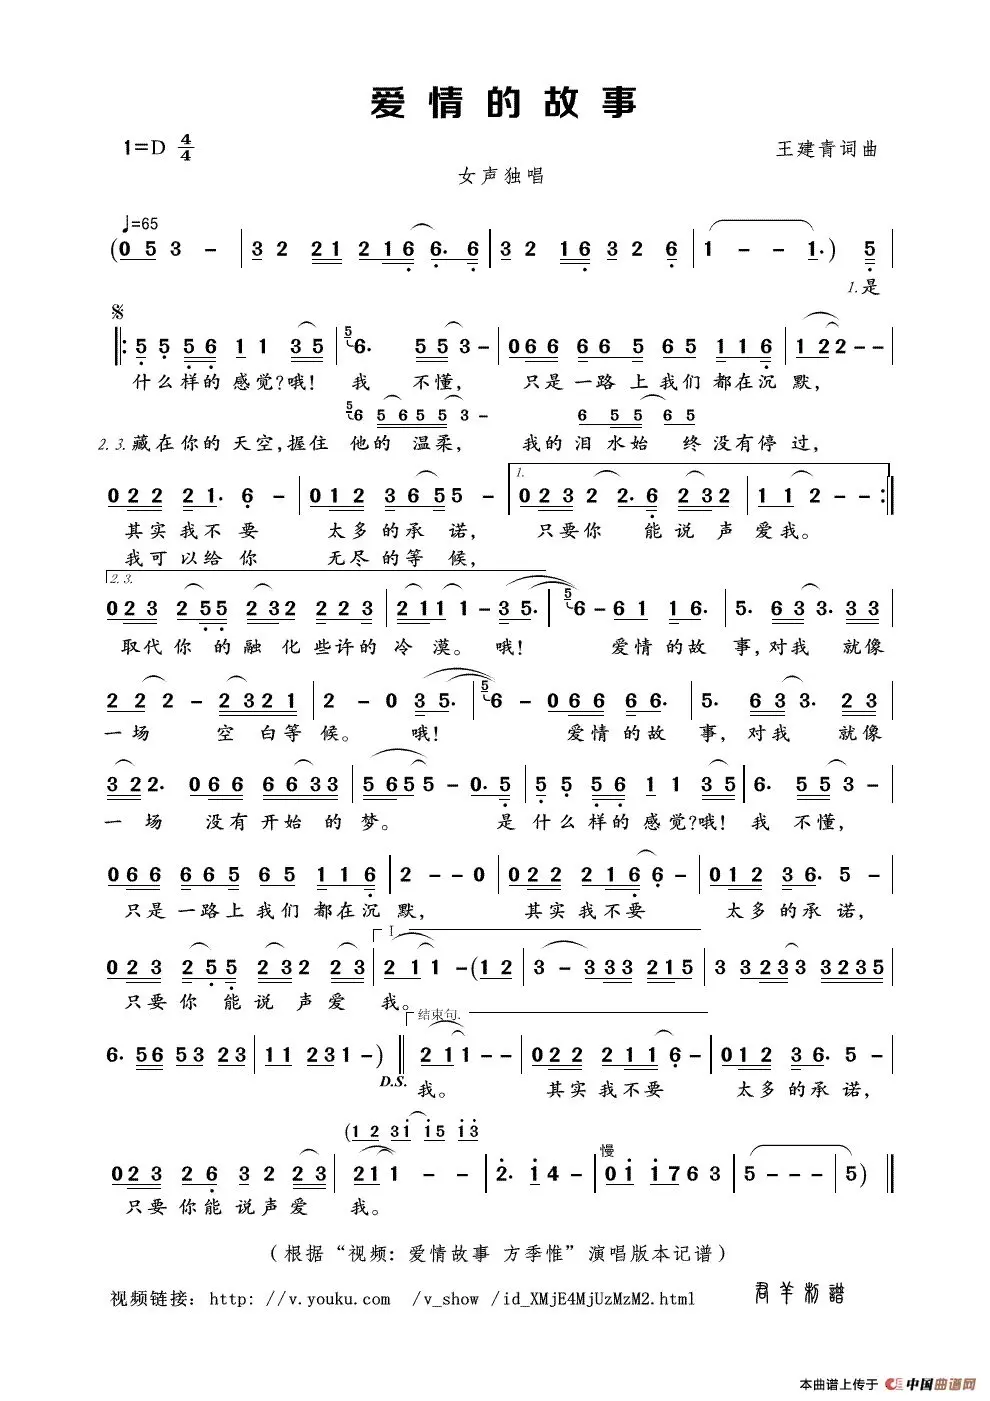 爱情的故事
1=D 4/4
王建青词曲
女声独唱
♩=65
(0 5 3 - | 3 2 2 1 2 1 6 6. 6 | 3 2 1 6 3 2 6 | 1 - - 1.) 5 |
1.是
𝄋
‖: 5 5 5 6 1 1 3 5 | 5 6. 5 5 3 - | 0 6 6 6 6 5 6 5 1 1 6 | 1 2 2 - - |
什么样的 感觉?哦! 我 不懂, 只是一路 上我们 都在沉 默,
5 6 5 6 5 5 3 - 6 5 5 6 5
2.3.藏在你的 天空,握住 他的 温柔, 我的泪 水始 终没有停 过,
0 2 2 2 1. 6 - | 0 1 2 3 6 5 5 - | 1. 0 2 3 2 2. 6 2 3 2 | 1 1 2 - - :‖
其实我不 要 太多的承 诺, 只要你 能说 声 爱我。
我可以给 你 无尽的等 候,
2.3.
0 2 3 2 5 5 2 3 2 2 2 3 | 2 1 1 1 - 3 5. | 5 6 - 6 1 1 6. | 5. 6 3 3. 3 3 |
取代你 的融 化些许的冷 漠。 哦! 爱情的故 事,对我 就像
2 2 2 - 2 3 2 1 | 2 - 0 3 5. | 5 6 - 0 6 6 6 6. | 5. 6 3 3. 2 3 |
一场 空 白等 候。 哦! 爱情的故 事,对我 就像
3 2 2. 0 6 6 6 6 3 3 | 5 6 5 5 - 0. 5 | 5 5 5 6 1 1 3 5 | 6. 5 5 3 - |
一 场 没有开始 的 梦。 是 什么 样的 感觉?哦! 我 不懂,
0 6 6 6 6 5 6 5 1 1 6 | 2 - - 0 | 0 2 2 2 1 6 6 - | 0 1 2 3 6. 5 - |
只是一路上我们 都在沉 默, 其实我不要 太多的承 诺,
I
0 2 3 2 5 5 2 3 2 2 3 | 2 1 1 - (1 2 | 3 - 3 3 3 2 1 5 | 3 3 2 3 3 3 2 3 5 |
只要你 能说 声爱 我。
结束句.
6. 5 6 5 3 2 3 | 1 1 2 3 1 -) ‖ 2 1 1 - - | 0 2 2 2 1 1 6 - | 0 1 2 3 6. 5 - |
D.S. 我。 其实我不要 太多的承 诺,
(1 2 3 1 1 5 1 3
慢
0 2 3 2 6 3 2 2 3 | 2 1 1 - - | 2. 1 4 - | 0 1 1 7 6 3 | 5 - - - | 5) ‖
只要你能 说声爱 我。
(根据“视频:爱情故事 方季惟”演唱版本记谱)
视频链接:http: //v.youku.com /v_show /id_XMjE4MjUzMzM2.html
君羊制谱
本曲谱上传于 中国曲谱网